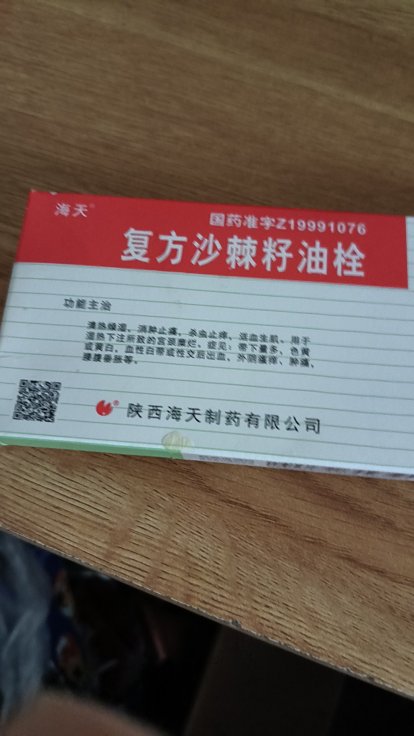 海天®
国药准字Z19991076
复方沙棘籽油栓
功能主治
清热燥湿、消肿止痛、杀虫止痒、活血生肌。用于
湿热下注所致的宫颈糜烂。症见:带下量多、色黄
或黄白、血性白带或性交后出血、外阴瘙痒、肿痛、
腰腹坠胀等。
陕西海天制药有限公司